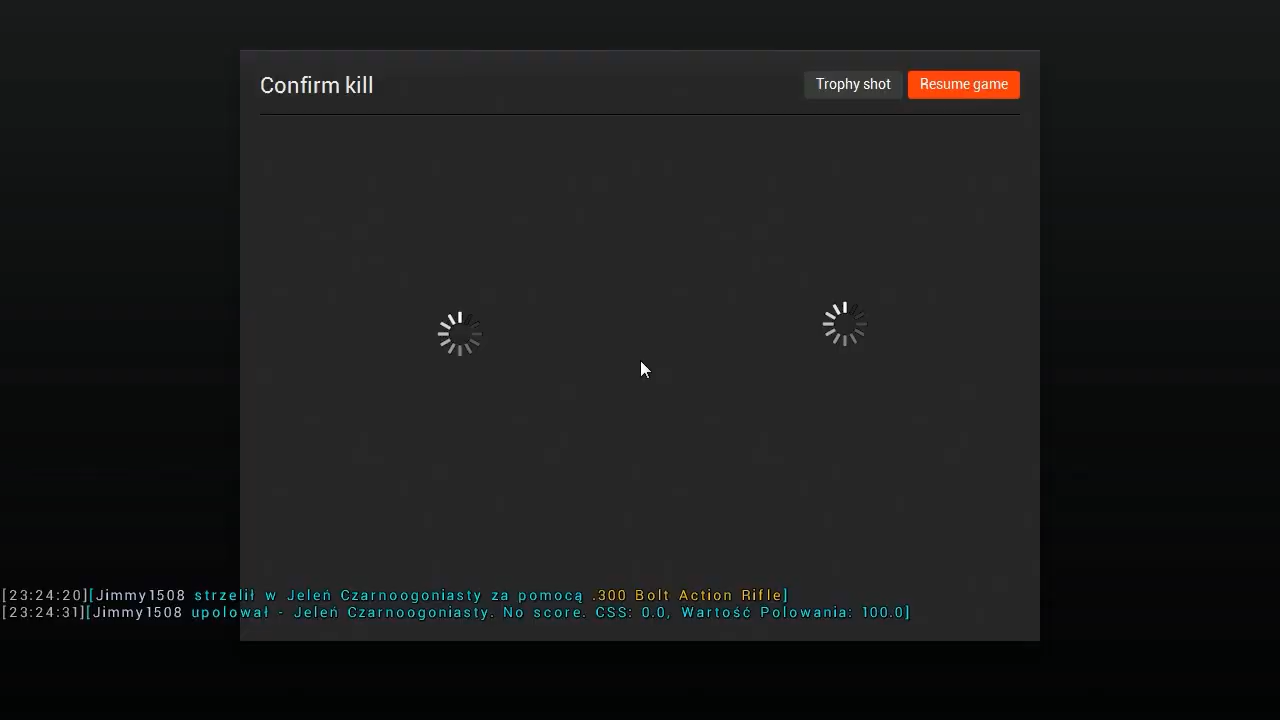 Confirm kill
Trophy shot
Resume game
[23:24:20][Jimmy1508 strzelił w Jeleń Czarnoogoniasty za pomocą .300 Bolt Action Rifle]
[23:24:31][Jimmy1508 upolował - Jeleń Czarnoogoniasty. No score. CSS: 0.0, Wartość Polowania: 100.0]